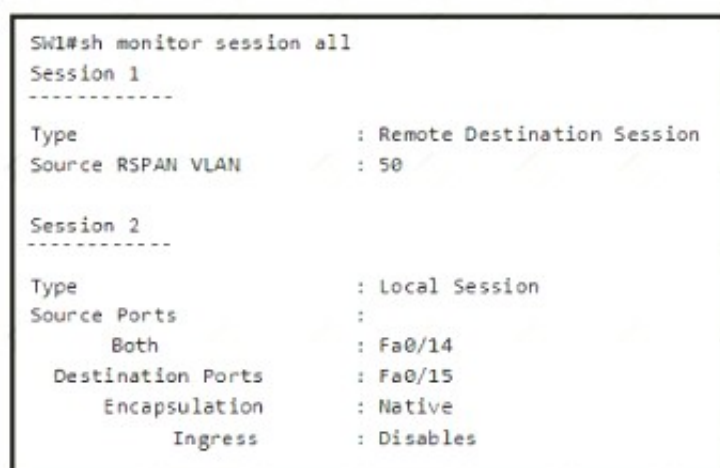 SW1#sh monitor session all
Session 1
------------
Type : Remote Destination Session
Source RSPAN VLAN : 50
Session 2
------------
Type : Local Session
Source Ports :
Both : Fa0/14
Destination Ports : Fa0/15
Encapsulation : Native
Ingress : Disables